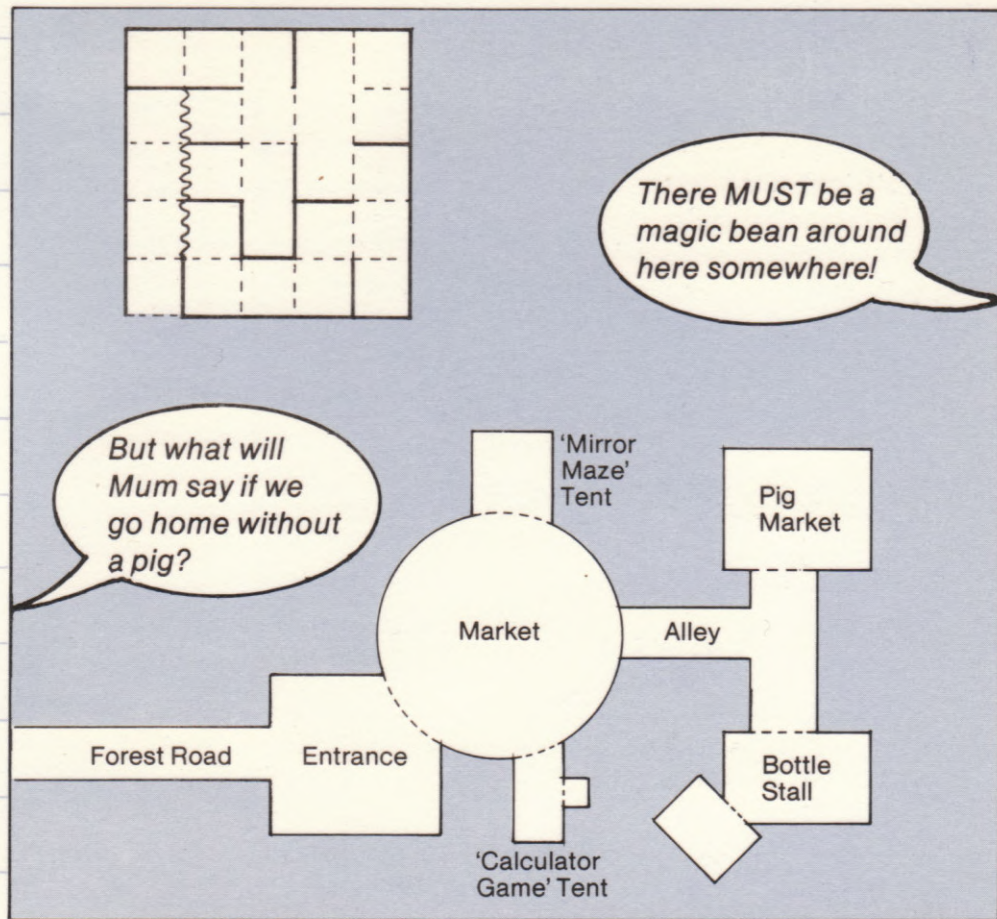 There MUST be a
magic bean around
here somewhere!
But what will
Mum say if we
go home without
a pig?
'Mirror
Maze'
Tent
Pig
Market
Market
Alley
Forest Road
Entrance
Bottle
Stall
'Calculator
Game' Tent